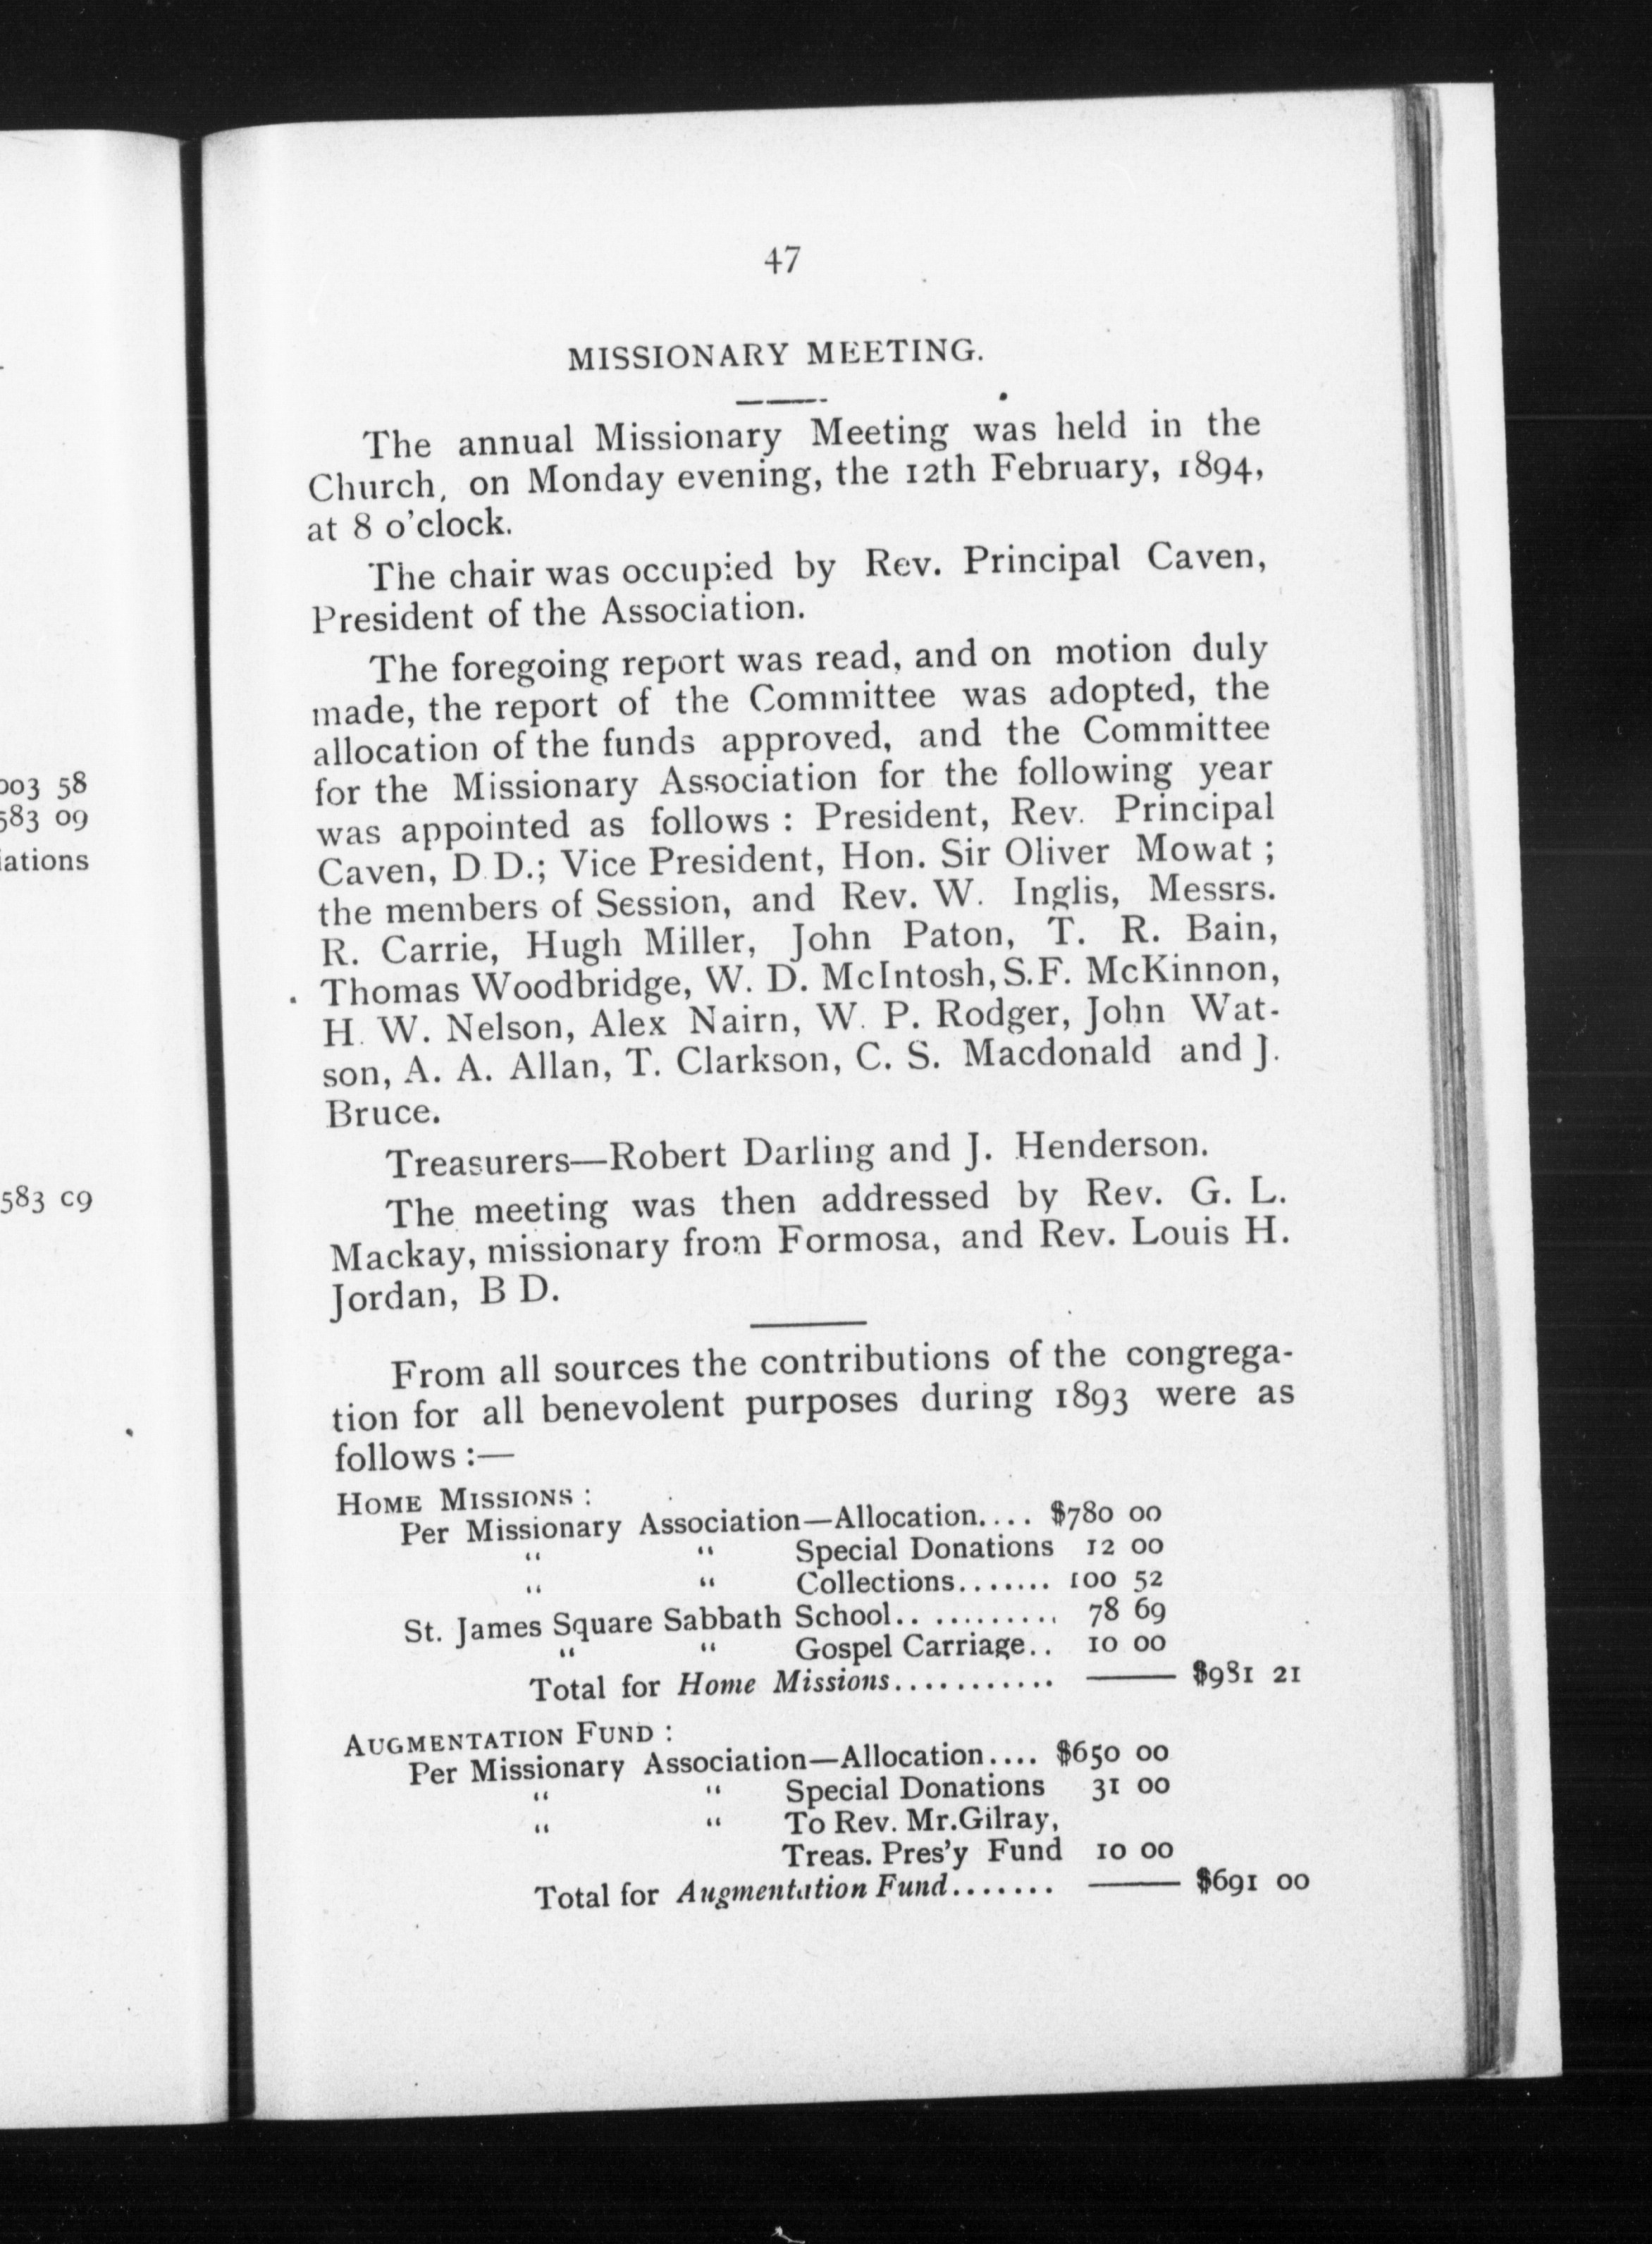 003 58
583 09
iations
583 c9
47
MISSIONARY MEETING.
The annual Missionary Meeting was held in the
Church, on Monday evening, the 12th February, 1894,
at 8 o'clock.
The chair was occupied by Rev. Principal Caven,
President of the Association.
The foregoing report was read, and on motion duly
made, the report of the Committee was adopted, the
allocation of the funds approved, and the Committee
for the Missionary Association for the following year
was appointed as follows : President, Rev. Principal
Caven, D.D.; Vice President, Hon. Sir Oliver Mowat ;
the members of Session, and Rev. W. Inglis, Messrs.
R. Carrie, Hugh Miller, John Paton, T. R. Bain,
Thomas Woodbridge, W. D. McIntosh, S.F. McKinnon,
H. W. Nelson, Alex Nairn, W. P. Rodger, John Wat-
son, A. A. Allan, T. Clarkson, C. S. Macdonald and J.
Bruce.
Treasurers—Robert Darling and J. Henderson.
The meeting was then addressed by Rev. G. L.
Mackay, missionary from Formosa, and Rev. Louis H.
Jordan, B D.
From all sources the contributions of the congrega-
tion for all benevolent purposes during 1893 were as
follows :—
HOME MISSIONS :
Per Missionary Association—Allocation.... $780 00
" " Special Donations 12 00
" " Collections....... 100 52
St. James Square Sabbath School.. .......... 78 69
" " Gospel Carriage.. 10 00
Total for Home Missions........... —— $981 21
AUGMENTATION FUND :
Per Missionary Association—Allocation.... $650 00
" " Special Donations 31 00
" " To Rev. Mr.Gilray,
Treas. Pres'y Fund 10 00
Total for Augmentation Fund....... —— $691 00